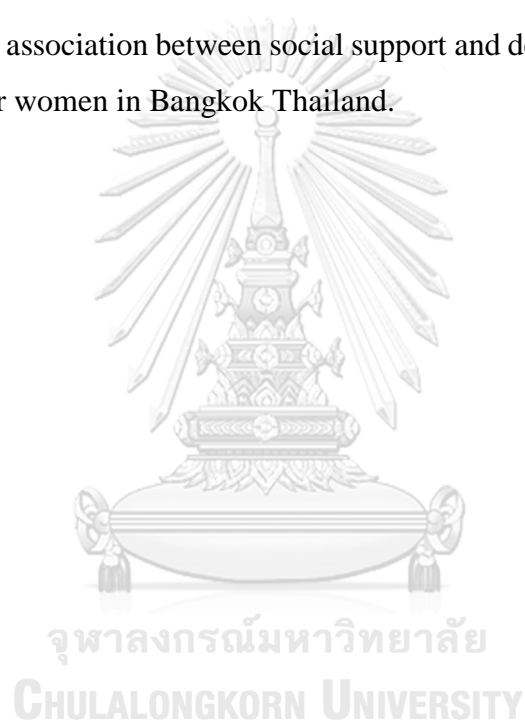 association between social support and
women in Bangkok Thailand.
จุฬาลงกรณ์มหาวิทยาลัย
CHULALONGKORN UNIVERSITY